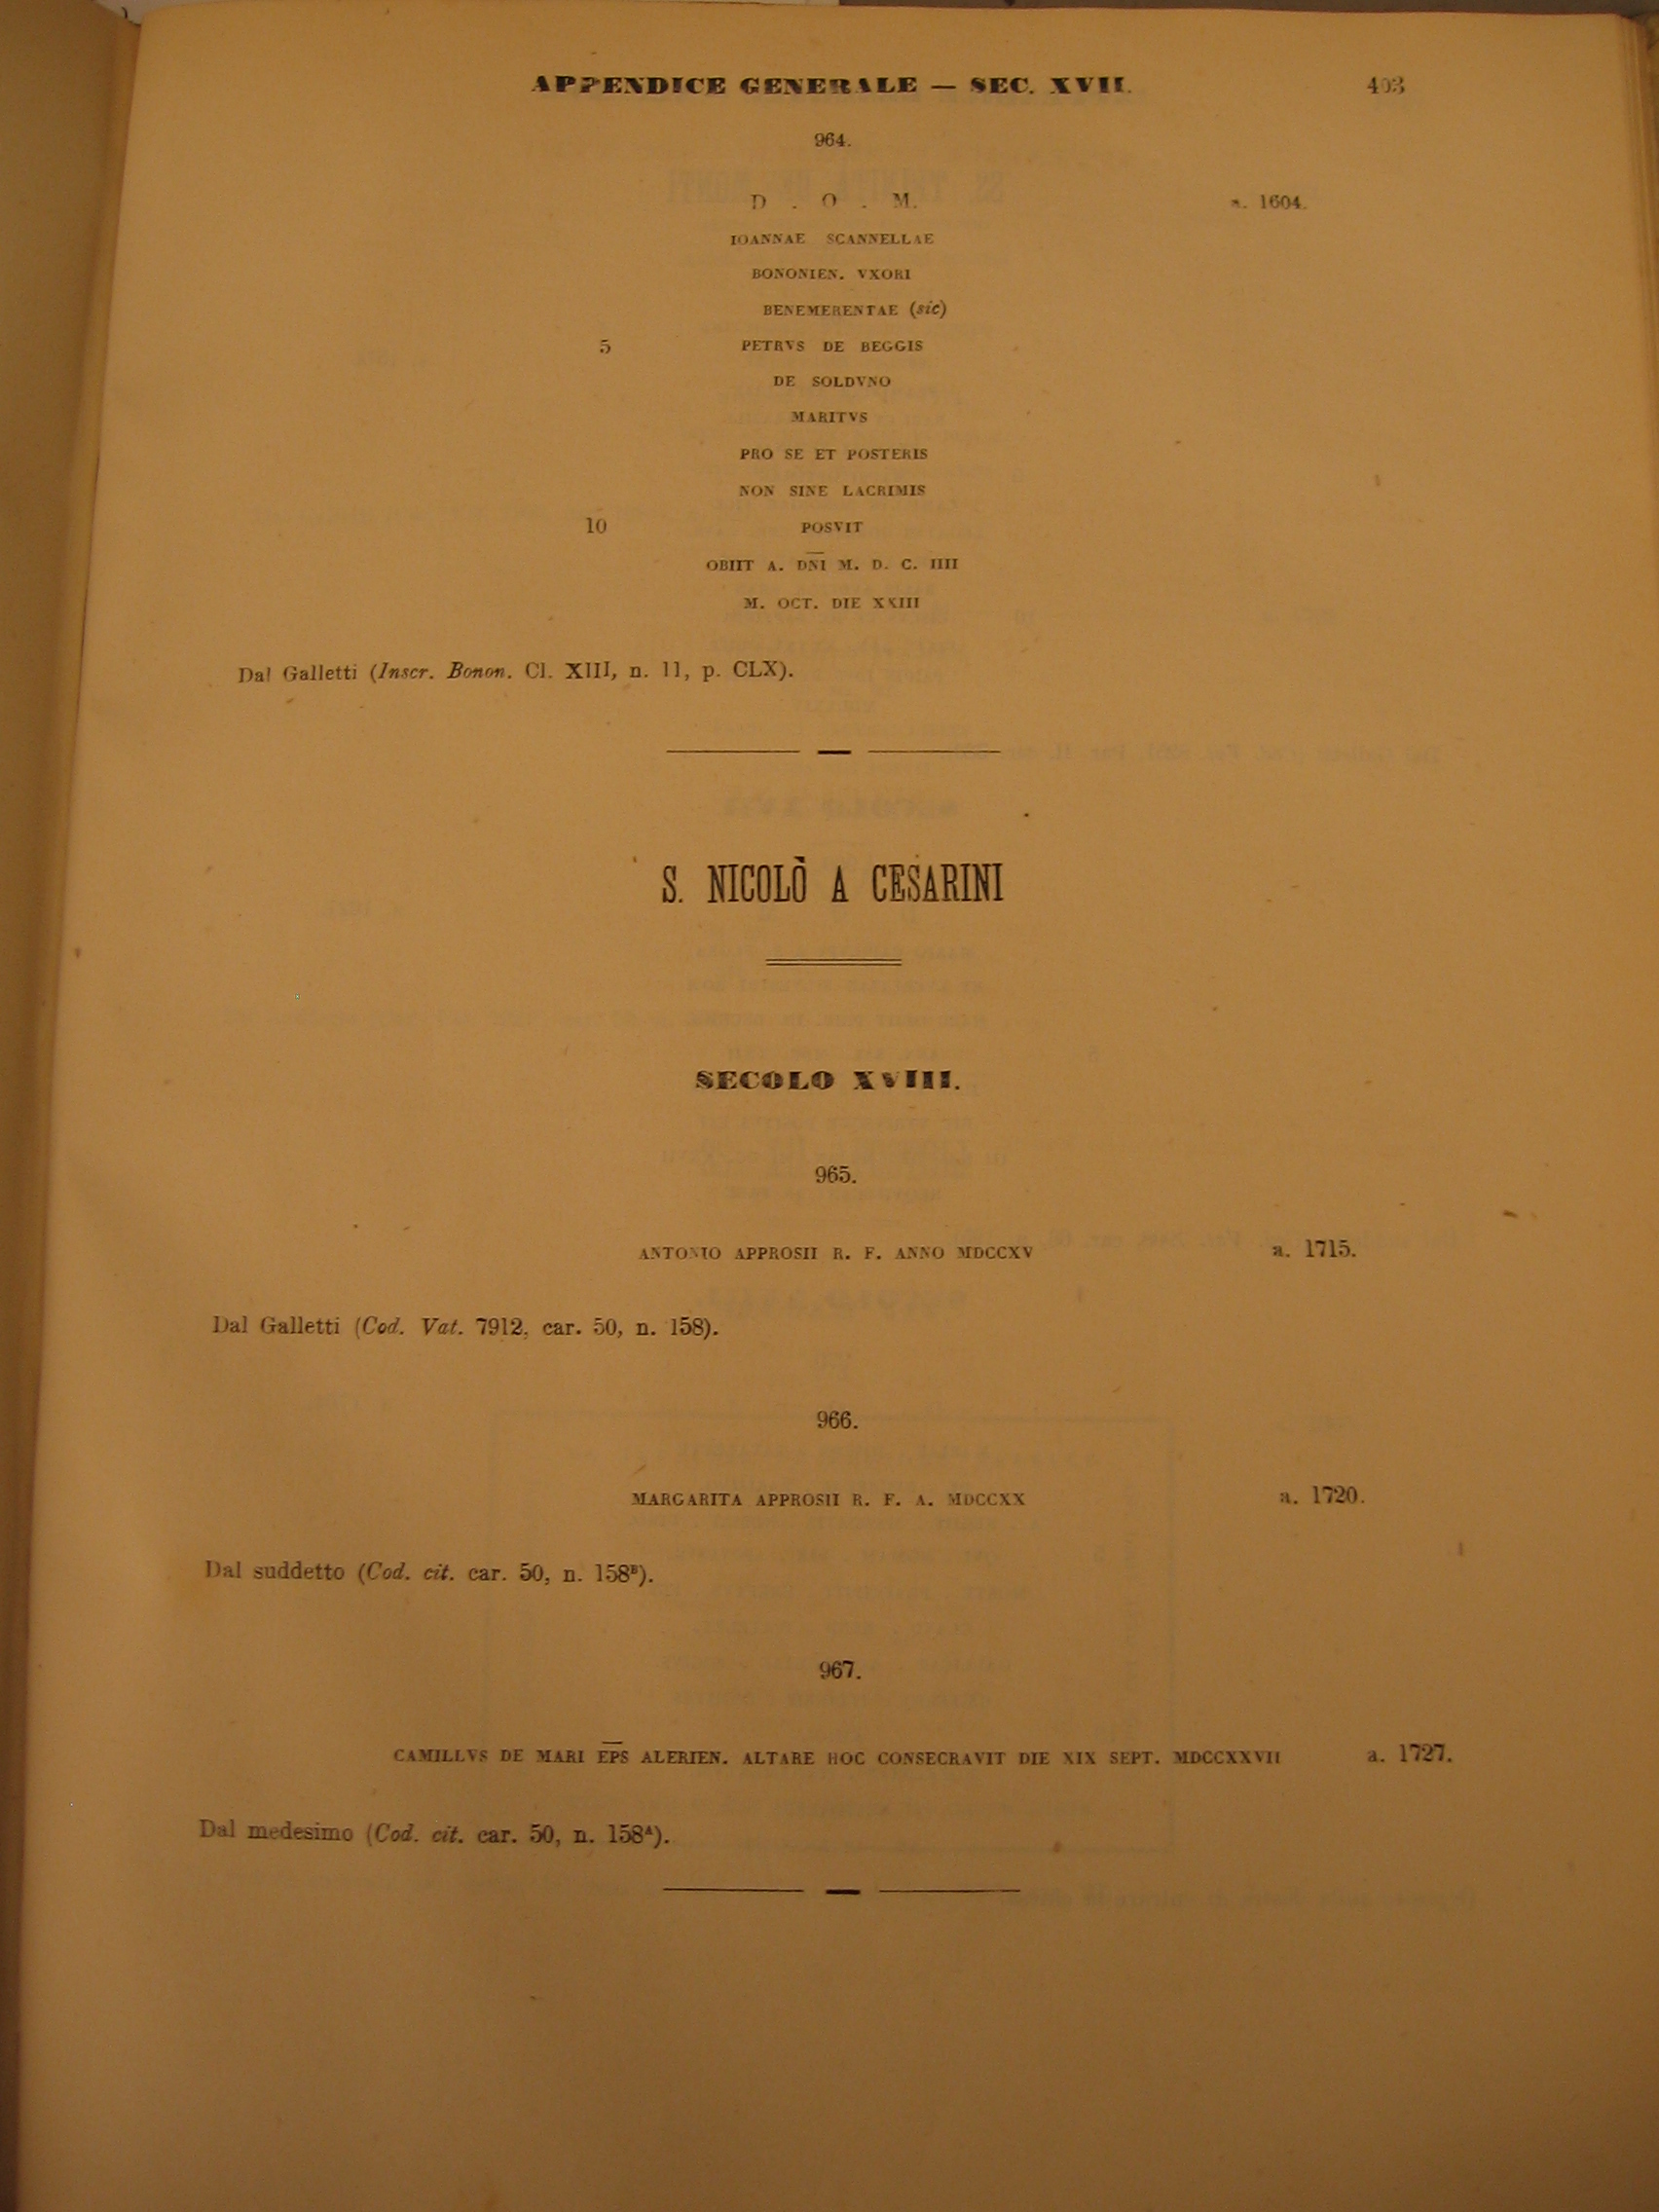 APPENDICE GENERALE — SEC. XVII. 403
964.
D . O . M. a. 1604.
IOANNAE SCANNELLAE
BONONIEN. VXORI
BENEMERENTAE (sic)
5 PETRVS DE BEGGIS
DE SOLDVNO
MARITVS
PRO SE ET POSTERIS
NON SINE LACRIMIS
10 POSVIT
OBIIT A. DN̄I M. D. C. IIII
M. OCT. DIE XXIII
Dal Galletti (Inscr. Bonon. Cl. XIII, n. 11, p. CLX).
S. NICOLÒ A CESARINI
SECOLO XVIII.
965.
ANTONIO APPROSII R. F. ANNO MDCCXV a. 1715.
Dal Galletti (Cod. Vat. 7912, car. 50, n. 158).
966.
MARGARITA APPROSII R. F. A. MDCCXX a. 1720.
Dal suddetto (Cod. cit. car. 50, n. 158ᴮ).
967.
CAMILLVS DE MARI EP̄S ALERIEN. ALTARE HOC CONSECRAVIT DIE XIX SEPT. MDCCXXVII a. 1727.
Dal medesimo (Cod. cit. car. 50, n. 158ᴬ).